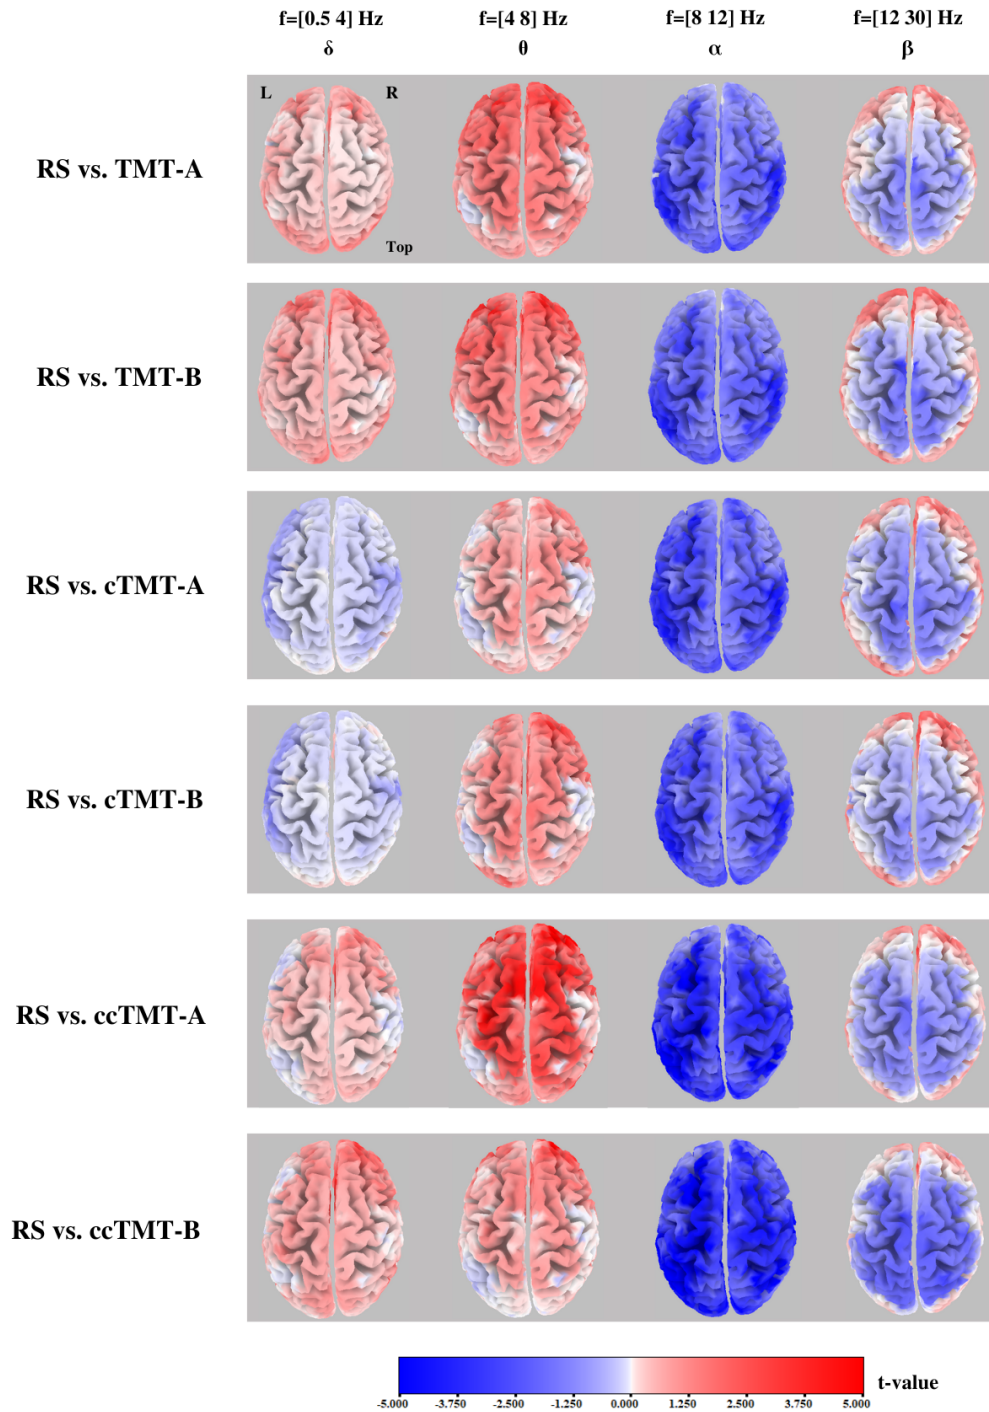 f=[0.5 4] Hz f=[4 8] Hz f=[8 12] Hz f=[12 30] Hz
δ θ α β
L R
RS vs. TMT-A
Top
RS vs. TMT-B
RS vs. cTMT-A
RS vs. cTMT-B
RS vs. ccTMT-A
RS vs. ccTMT-B
t-value
-5.000 -3.750 -2.500 -1.250 0.000 1.250 2.500 3.750 5.000